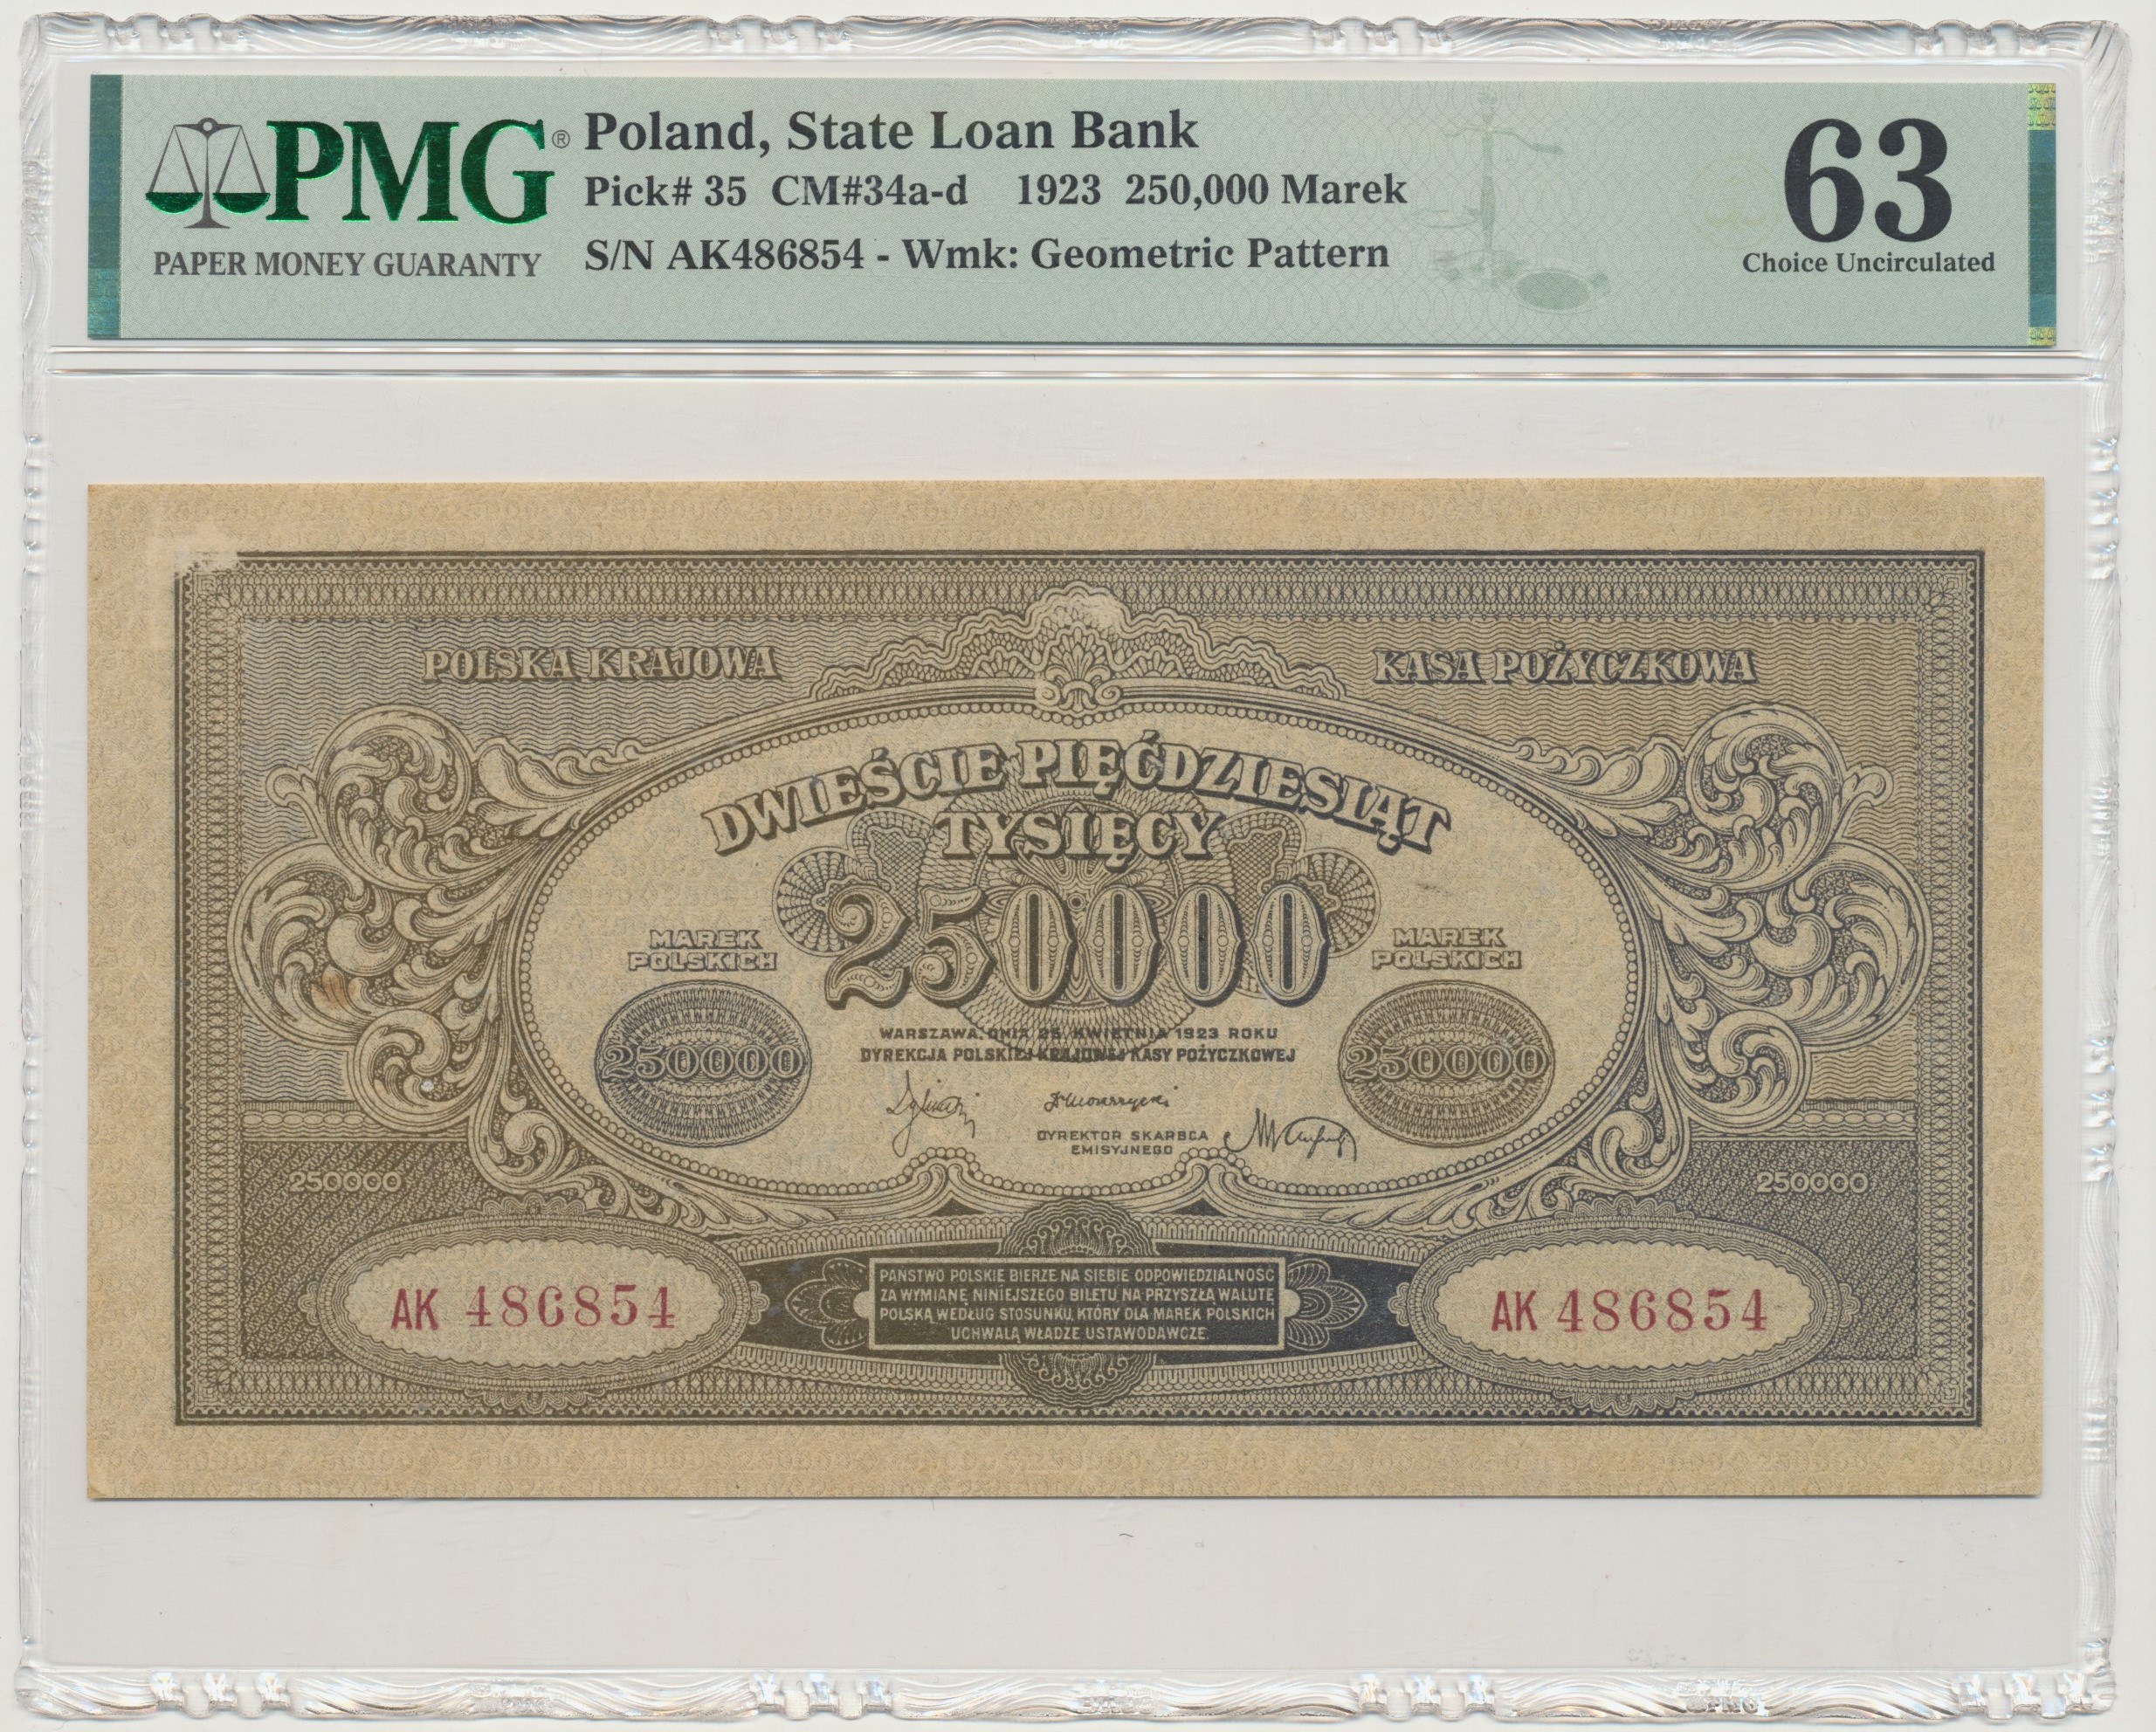 PMG®
PAPER MONEY GUARANTY
Poland, State Loan Bank
Pick# 35 CM#34a-d 1923 250,000 Marek
S/N AK486854 - Wmk: Geometric Pattern
63
Choice Uncirculated
POLSKA KRAJOWA KASA POŻYCZKOWA
DWIEŚCIE PIĘĆDZIESIĄT
TYSIĘCY
250000
MAREK
POLSKICH
MAREK
POLSKICH
250000
250000
WARSZAWA, DNIA 25 KWIETNIA 1923 ROKU
DYREKCJA POLSKIEJ KRAJOWEJ KASY POŻYCZKOWEJ
DYREKTOR SKARBCA
EMISYJNEGO
250000
250000
AK 486854
PAŃSTWO POLSKIE BIERZE NA SIEBIE ODPOWIEDZIALNOŚĆ
ZA WYMIANĘ NINIEJSZEGO BILETU NA PRZYSZŁĄ WALUTĘ
POLSKĄ WEDŁUG STOSUNKU, KTÓRY DLA MAREK POLSKICH
UCHWALĄ WŁADZE USTAWODAWCZE.
AK 486854